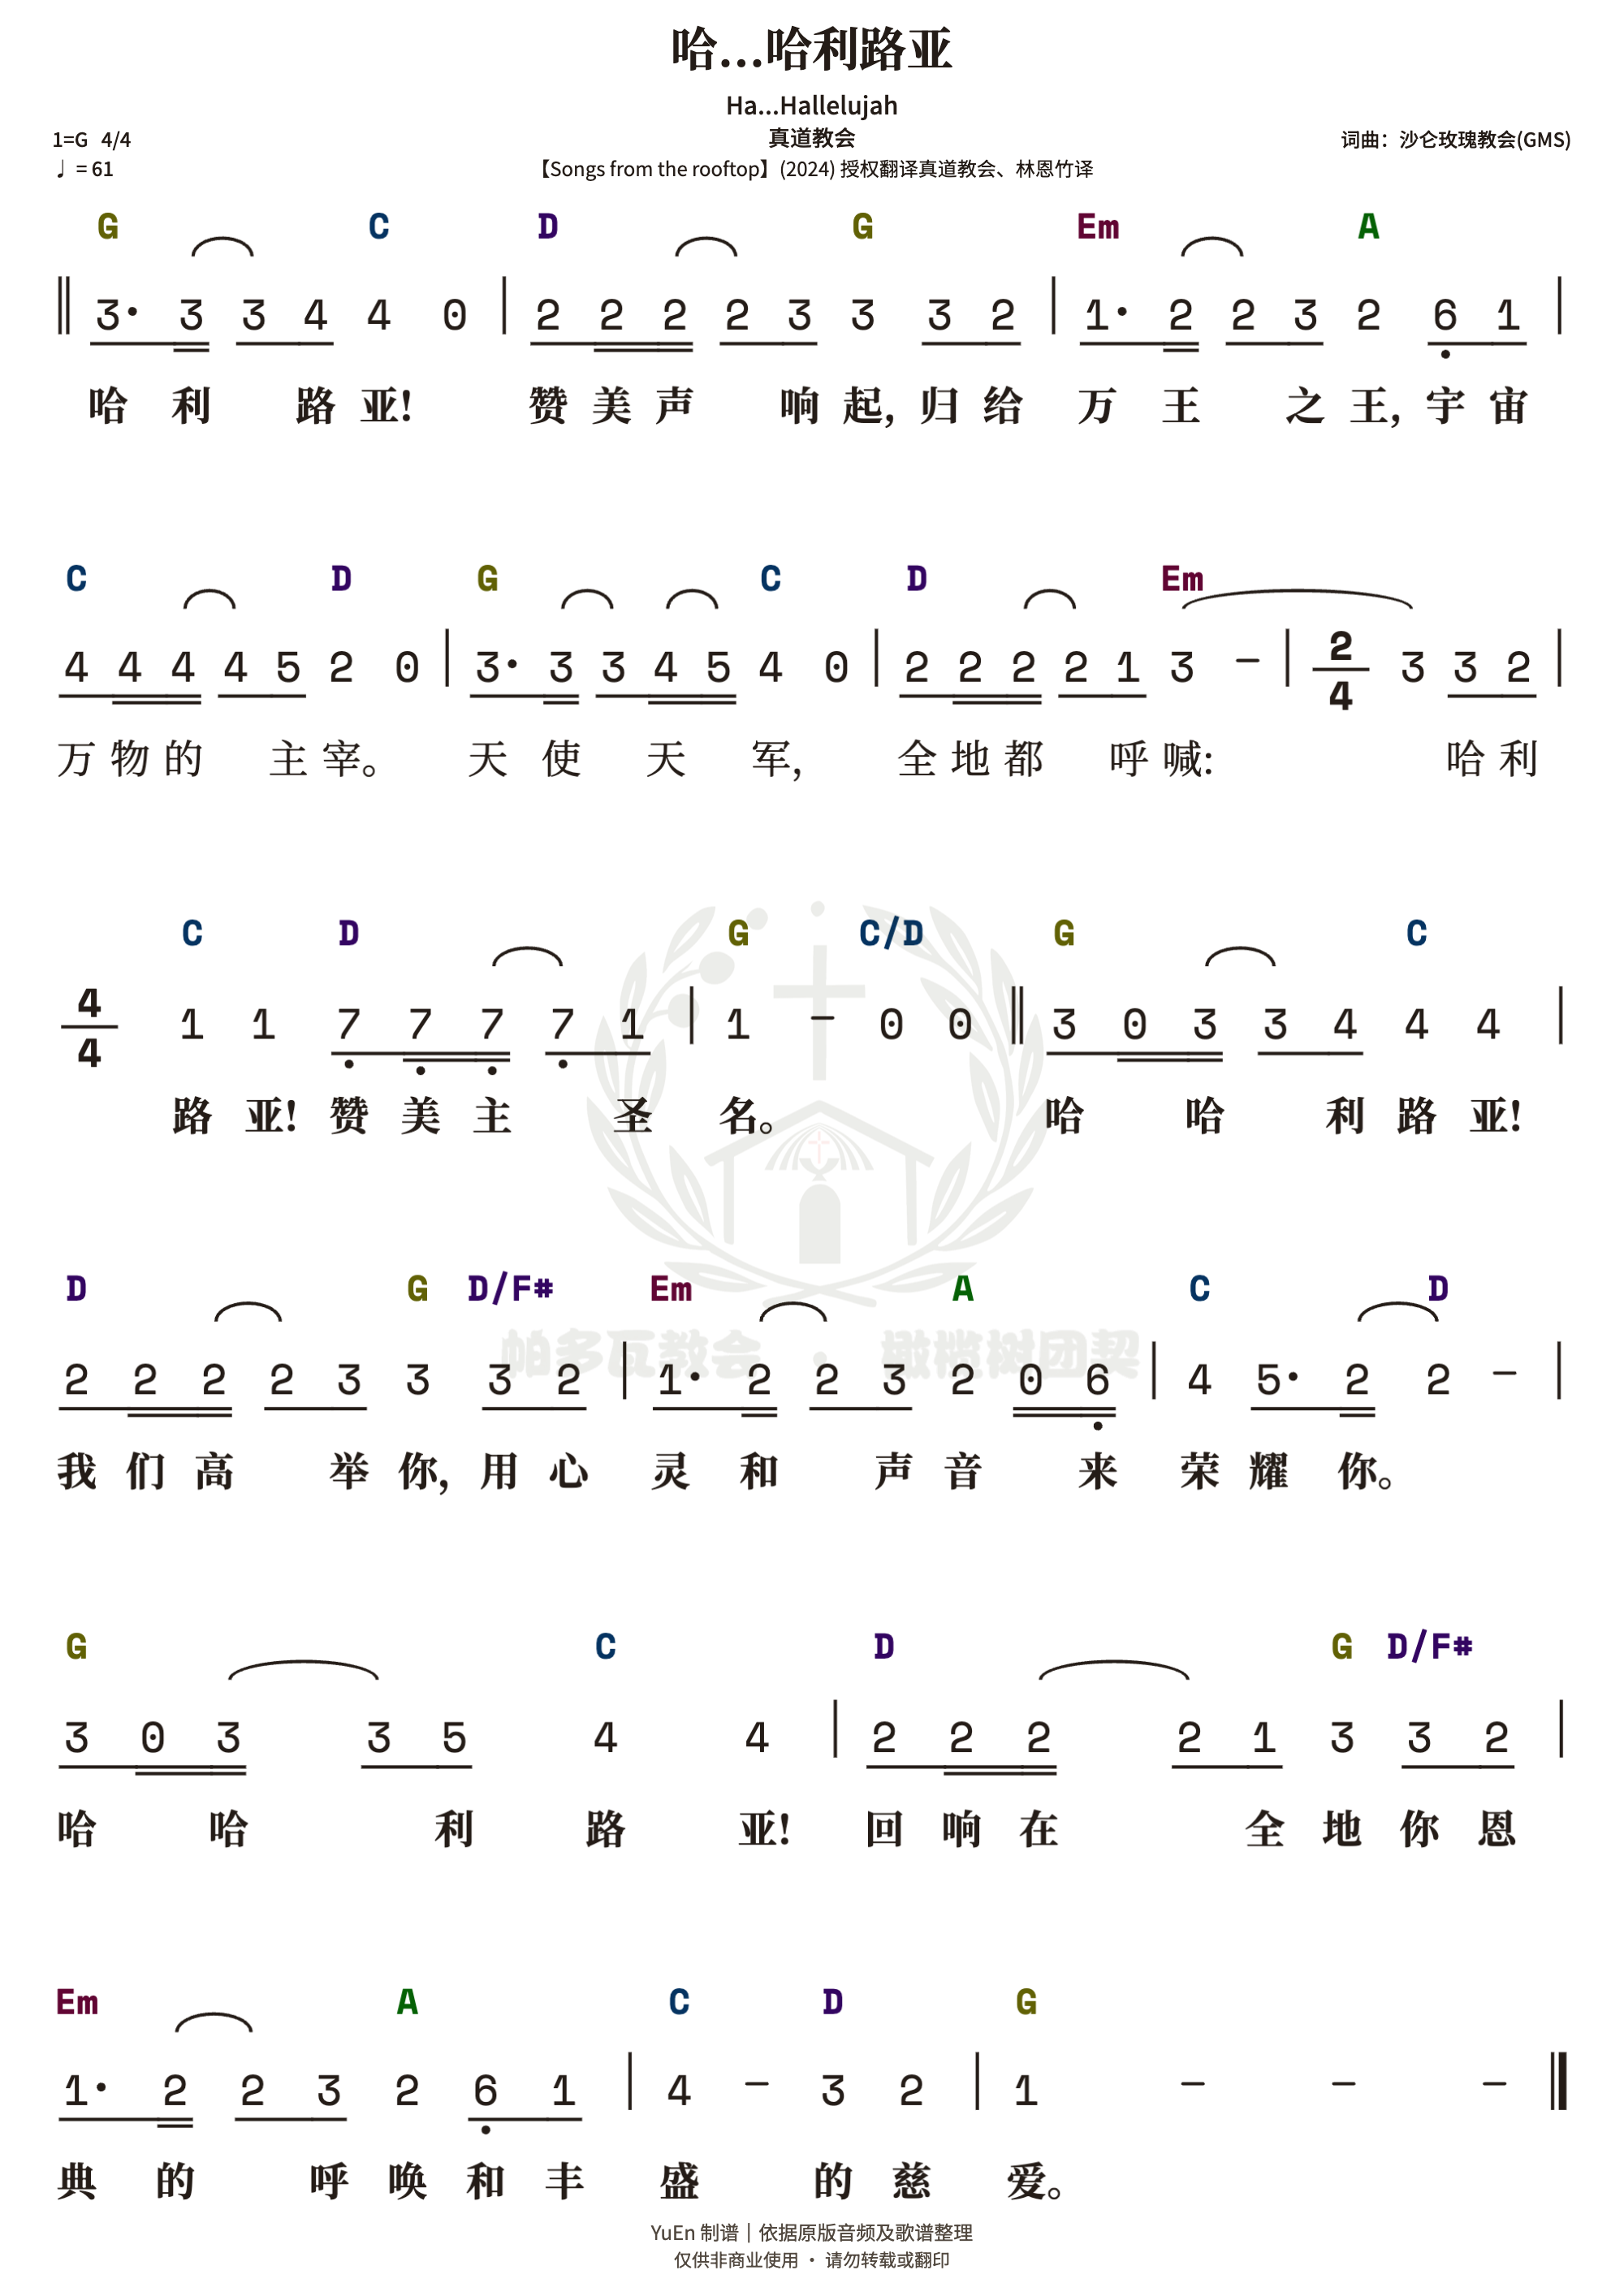 哈...哈利路亚
Ha...Hallelujah
真道教会
1=G 4/4
词曲：沙仑玫瑰教会(GMS)
♩ = 61
【Songs from the rooftop】(2024) 授权翻译真道教会、林恩竹译
G C D G Em A
3· 3 3 4 4 0 | 2 2 2 2 3 3 3 2 | 1· 2 2 3 2 6 1 |
哈 利 路 亚! 赞 美 声 响 起, 归 给 万 王 之 王, 宇 宙
C D G C D Em
4 4 4 4 5 2 0 | 3· 3 3 4 5 4 0 | 2 2 2 2 1 3 - | 2/4 3 3 2 |
万 物 的 主 宰。 天 使 天 军, 全 地 都 呼 喊: 哈 利
C D G C/D G C
4/4 1 1 7 7 7 7 1 | 1 - 0 0 || 3 0 3 3 4 4 4 |
路 亚! 赞 美 主 圣 名。 哈 哈 利 路 亚!
D G D/F# Em A C D
帕多瓦教会 · 橄榄树团契
2 2 2 2 3 3 3 2 | 1· 2 2 3 2 0 6 | 4 5· 2 2 - |
我 们 高 举 你, 用 心 灵 和 声 音 来 荣 耀 你。
G C D G D/F#
3 0 3 3 5 4 4 | 2 2 2 2 1 3 3 2 |
哈 哈 利 路 亚! 回 响 在 全 地 你 恩
Em A C D G
1· 2 2 3 2 6 1 | 4 - 3 2 | 1 - - - ||
典 的 呼 唤 和 丰 盛 的 慈 爱。
YuEn 制谱｜依据原版音频及歌谱整理
仅供非商业使用 · 请勿转载或翻印